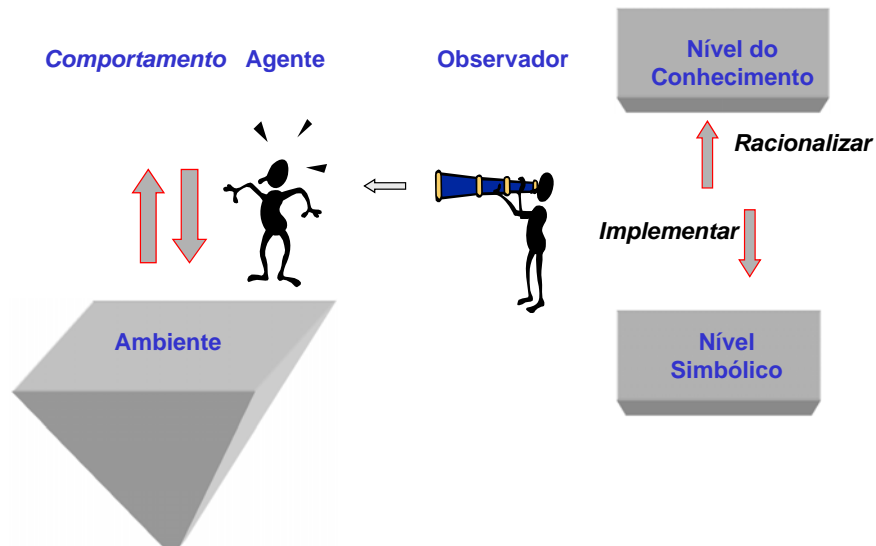 Comportamento Agente
Observador
Nível do
Conhecimento
Racionalizar
Implementar
Ambiente
Nível
Simbólico